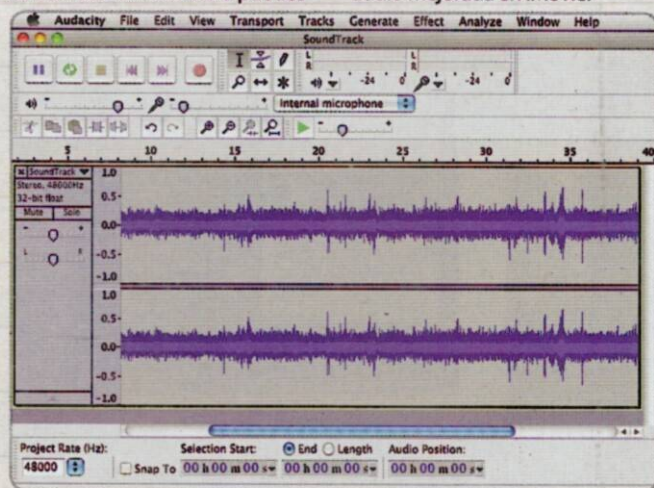 Audacity File Edit View Transport Tracks Generate Effect Analyze Window Help
SoundTrack
L
R
-24 0
L
R
-24 0
Internal microphone
5 10 15 20 25 30 35 40
SoundTrack
Stereo, 48000Hz
32-bit float
Mute Solo
- +
L R
1.0
0.5
0.0
-0.5
-1.0
1.0
0.5
0.0
-0.5
-1.0
Project Rate (Hz): Selection Start: End Length Audio Position:
48000 Snap To 00 h 00 m 00 s 00 h 00 m 00 s 00 h 00 m 00 s